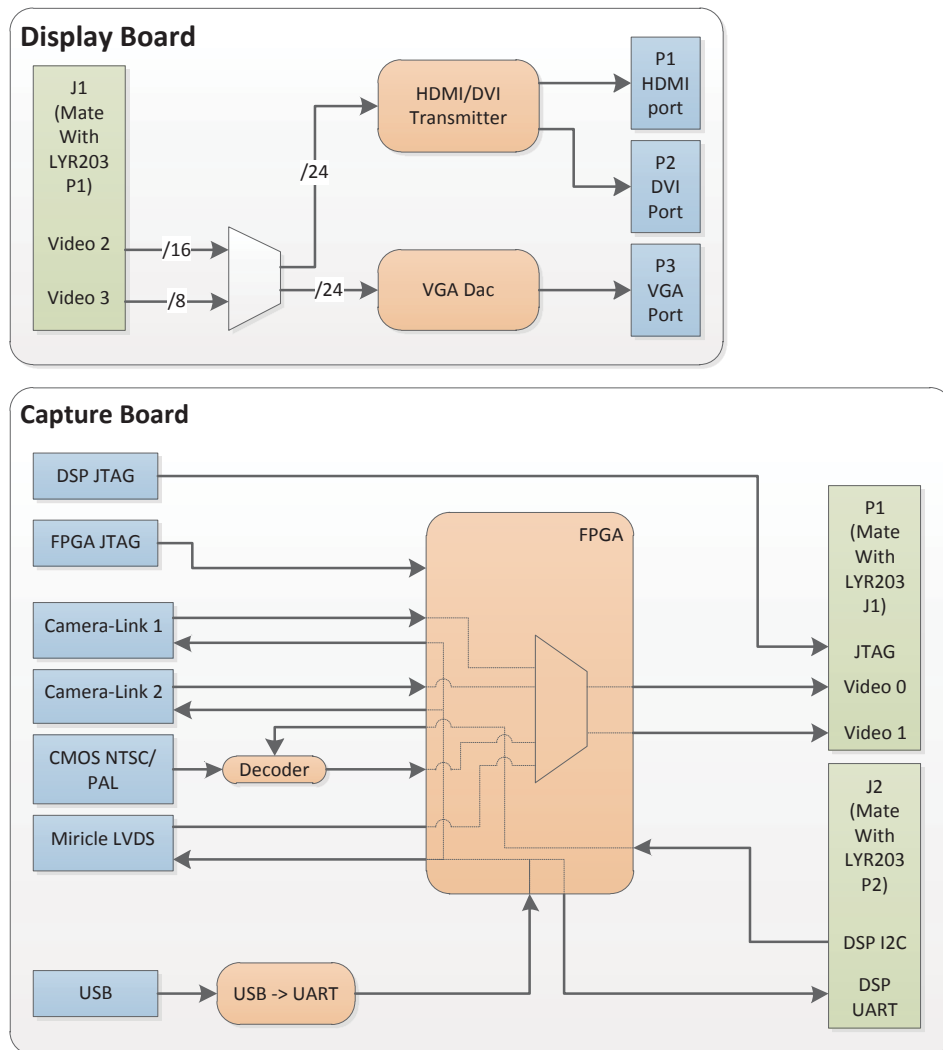 Display Board
J1
(Mate
With
LYR203
P1)
Video 2
Video 3
/16
/8
/24
/24
HDMI/DVI
Transmitter
VGA Dac
P1
HDMI
port
P2
DVI
Port
P3
VGA
Port
Capture Board
DSP JTAG
FPGA JTAG
Camera-Link 1
Camera-Link 2
CMOS NTSC/
PAL
Decoder
Miricle LVDS
USB
USB -> UART
FPGA
P1
(Mate
With
LYR203
J1)
JTAG
Video 0
Video 1
J2
(Mate
With
LYR203
P2)
DSP I2C
DSP
UART